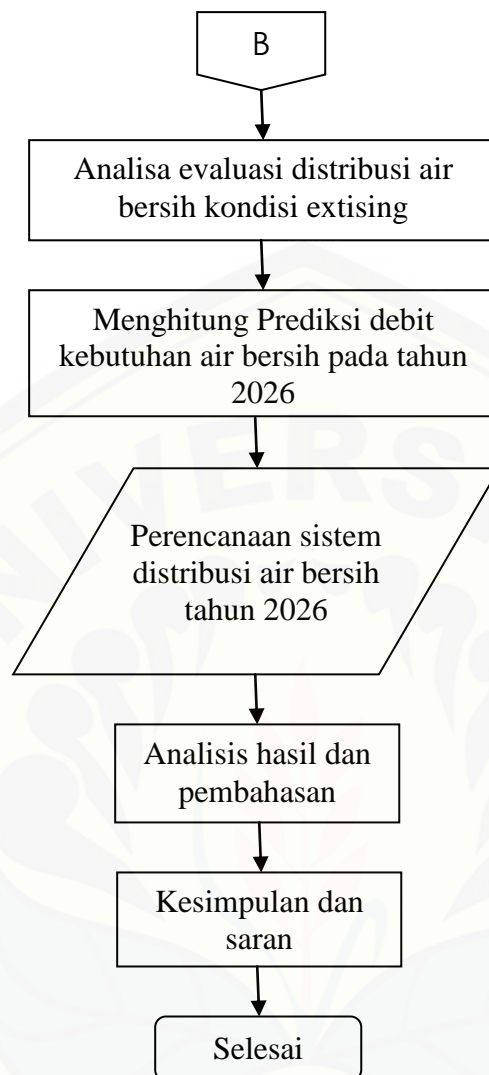 B
Analisa evaluasi distribusi air
bersih kondisi extising
Menghitung Prediksi debit
kebutuhan air bersih pada tahun
2026
Perencanaan sistem
distribusi air bersih
tahun 2026
Analisis hasil dan
pembahasan
Kesimpulan dan
saran
Selesai